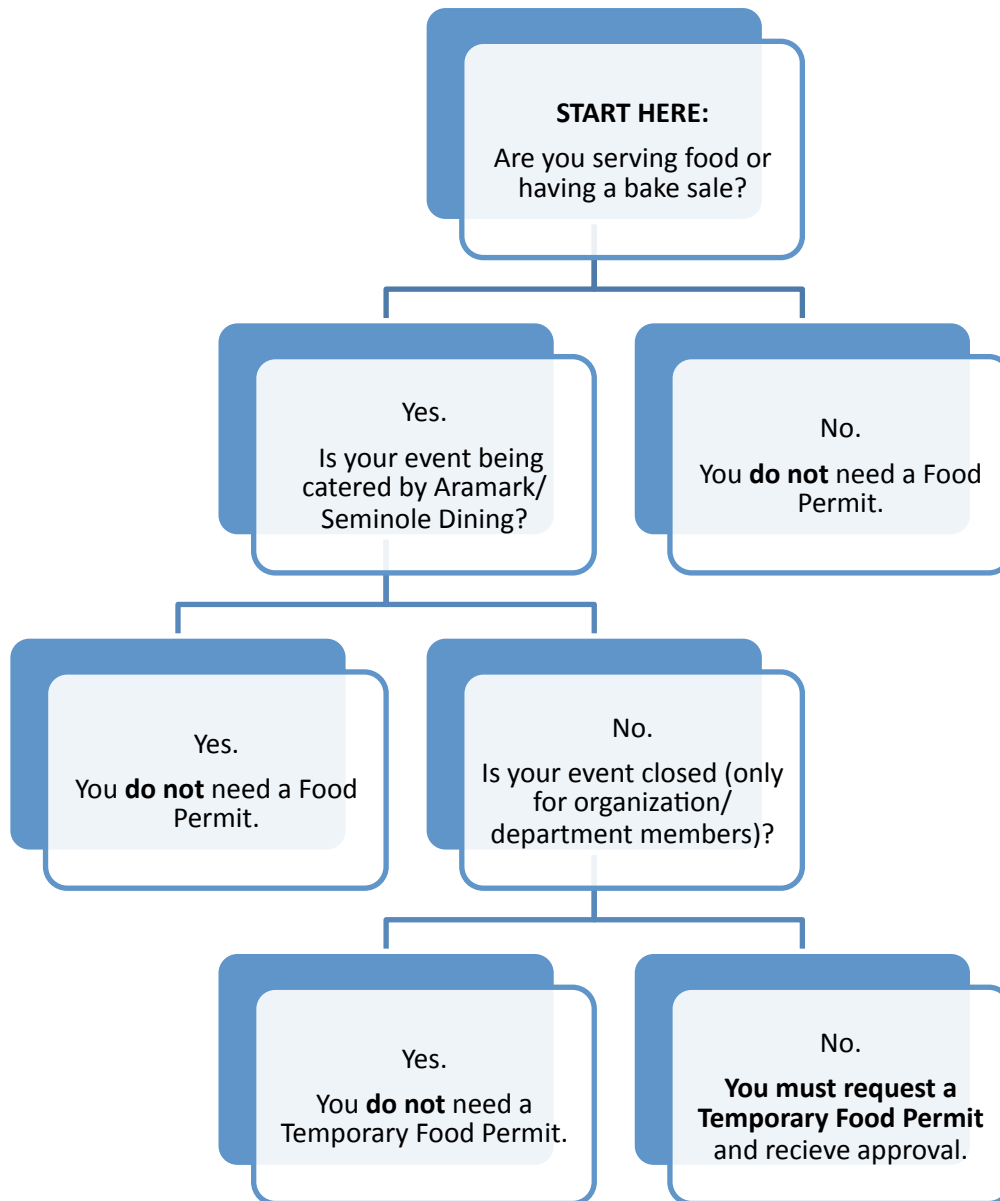 START HERE:
Are you serving food or
having a bake sale?
Yes.
Is your event being
catered by Aramark/
Seminole Dining?
No.
You do not need a Food
Permit.
Yes.
You do not need a Food
Permit.
No.
Is your event closed (only
for organization/
department members)?
Yes.
You do not need a
Temporary Food Permit.
No.
You must request a
Temporary Food Permit
and recieve approval.